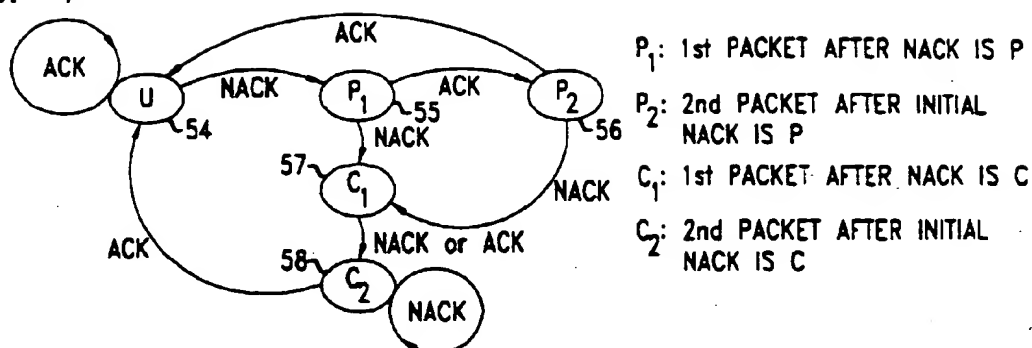 ACK
ACK
U
NACK
P1
ACK
P2
54
55
56
NACK
57
C1
NACK
ACK
NACK or ACK
58
C2
NACK
P1: 1st PACKET AFTER NACK IS P
P2: 2nd PACKET AFTER INITIAL
NACK IS P
C1: 1st PACKET AFTER NACK IS C
C2: 2nd PACKET AFTER INITIAL
NACK IS C